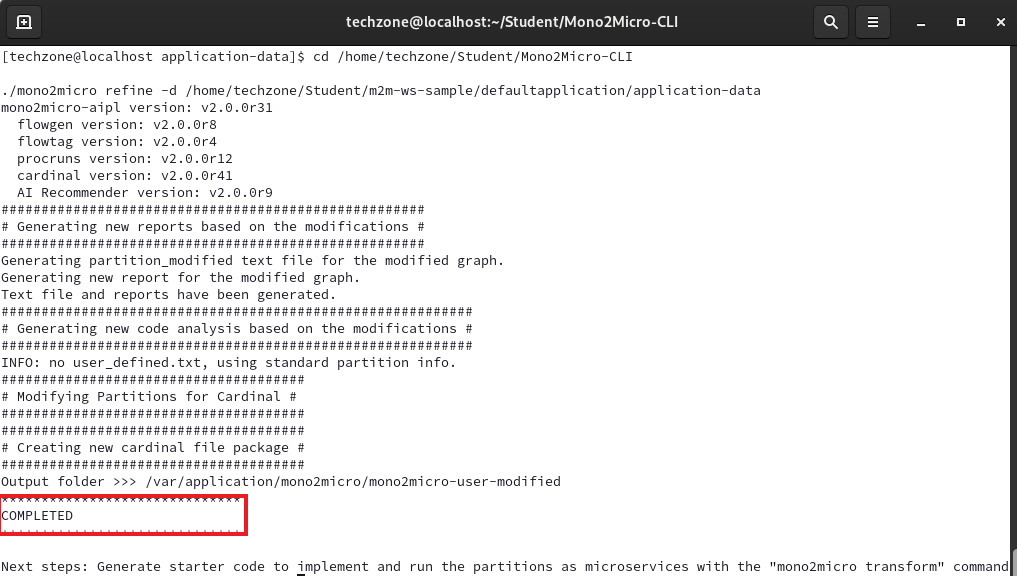 techzone@localhost:~/Student/Mono2Micro-CLI
[techzone@localhost application-data]$ cd /home/techzone/Student/Mono2Micro-CLI
./mono2micro refine -d /home/techzone/Student/m2m-ws-sample/defaultapplication/application-data
mono2micro-aipl version: v2.0.0r31
flowgen version: v2.0.0r8
flowtag version: v2.0.0r4
procruns version: v2.0.0r12
cardinal version: v2.0.0r41
AI Recommender version: v2.0.0r9
#####################################################
# Generating new reports based on the modifications #
#####################################################
Generating partition_modified text file for the modified graph.
Generating new report for the modified graph.
Text file and reports have been generated.
###########################################################
# Generating new code analysis based on the modifications #
###########################################################
INFO: no user_defined.txt, using standard partition info.
######################################
# Modifying Partitions for Cardinal #
######################################
######################################
# Creating new cardinal file package #
######################################
Output folder >>> /var/application/mono2micro/mono2micro-user-modified
******************************
COMPLETED
******************************
Next steps: Generate starter code to implement and run the partitions as microservices with the "mono2micro transform" command